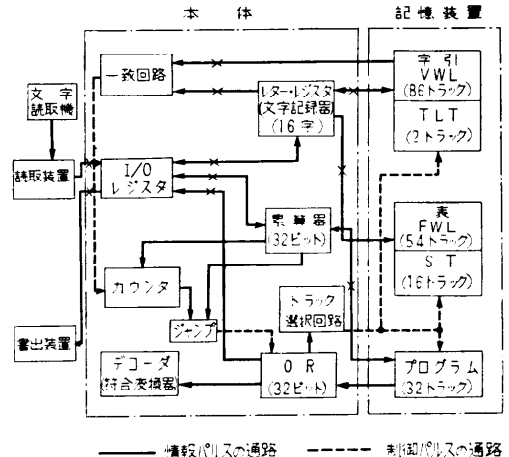 本体
記憶装置
一致回路
レター・レジスタ
(文字記録器)
(16字)
字引
VWL
(86トラック)
TLT
(2トラック)
文字
読取機
読取装置
I/O
レジスタ
累算器
(32ビット)
表
FWL
(54トラック)
ST
(16トラック)
カウンタ
ジャンプ
トラック
選択回路
書出装置
デコーダ
(符合変換器)
OR
(32ビット)
プログラム
(32トラック)
情報パルスの通路
制御パルスの通路